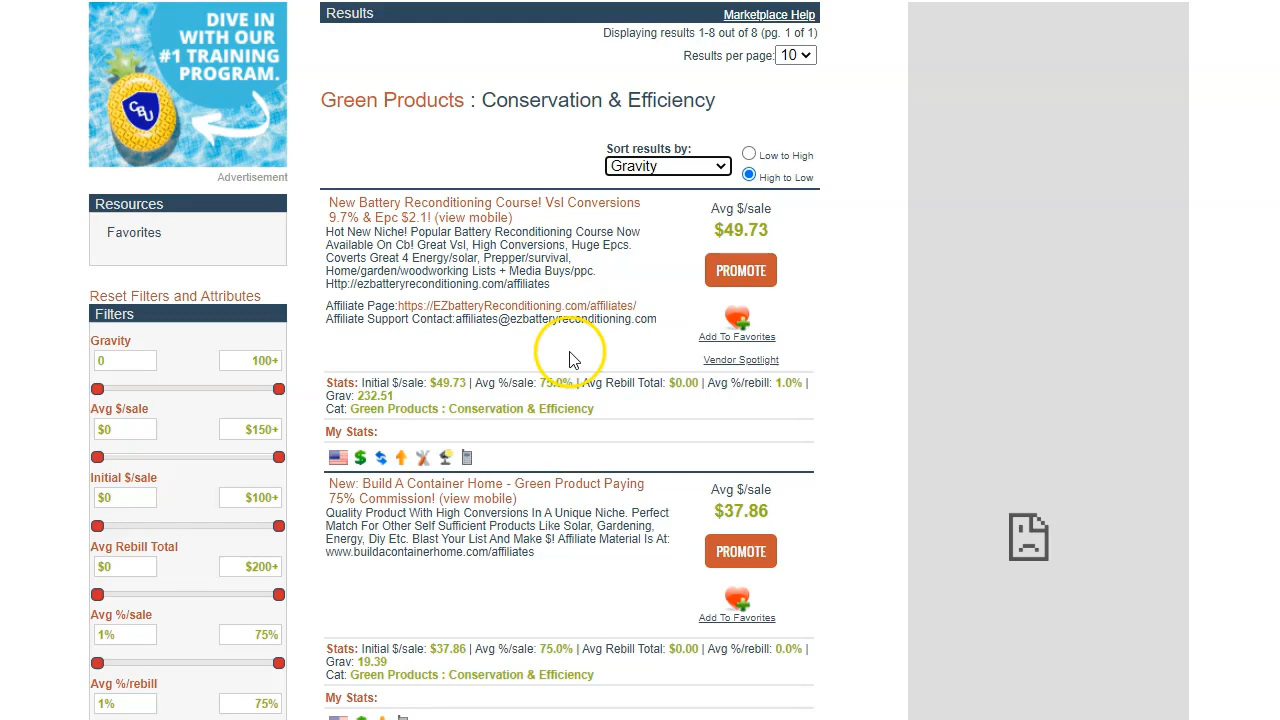 DIVE IN
WITH OUR
#1 TRAINING
PROGRAM.
CBU
Advertisement
Resources
Favorites
Reset Filters and Attributes
Filters
Gravity
0 100+
Avg $/sale
$0 $150+
Initial $/sale
$0 $100+
Avg Rebill Total
$0 $200+
Avg %/sale
1% 75%
Avg %/rebill
1% 75%
Results Marketplace Help
Displaying results 1-8 out of 8 (pg. 1 of 1)
Results per page: 10
Green Products : Conservation & Efficiency
Sort results by:
Gravity
Low to High
High to Low
New Battery Reconditioning Course! Vsl Conversions
9.7% & Epc $2.1! (view mobile)
Hot New Niche! Popular Battery Reconditioning Course Now
Available On Cb! Great Vsl, High Conversions, Huge Epcs.
Coverts Great 4 Energy/solar, Prepper/survival,
Home/garden/woodworking Lists + Media Buys/ppc.
Http://ezbatteryreconditioning.com/affiliates
Affiliate Page:https://EZbatteryReconditioning.com/affiliates/
Affiliate Support Contact:affiliates@ezbatteryreconditioning.com
Avg $/sale
$49.73
PROMOTE
Add To Favorites
Vendor Spotlight
Stats: Initial $/sale: $49.73 | Avg %/sale: 75.0% | Avg Rebill Total: $0.00 | Avg %/rebill: 1.0% |
Grav: 232.51
Cat: Green Products : Conservation & Efficiency
My Stats:
New: Build A Container Home - Green Product Paying
75% Commission! (view mobile)
Quality Product With High Conversions In A Unique Niche. Perfect
Match For Other Self Sufficient Products Like Solar, Gardening,
Energy, Diy Etc. Blast Your List And Make $! Affiliate Material Is At:
www.buildacontainerhome.com/affiliates
Avg $/sale
$37.86
PROMOTE
Add To Favorites
Stats: Initial $/sale: $37.86 | Avg %/sale: 75.0% | Avg Rebill Total: $0.00 | Avg %/rebill: 0.0% |
Grav: 19.39
Cat: Green Products : Conservation & Efficiency
My Stats: